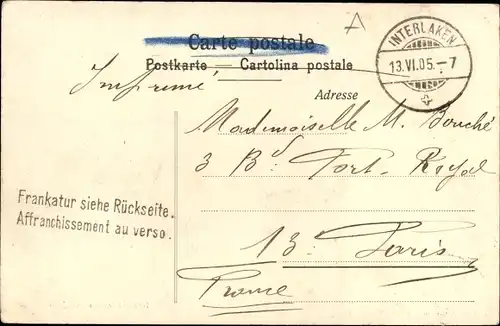 A
Carte postale
Postkarte — Cartolina postale
INTERLAKEN
13.VI.05.-7
Imprimé
Adresse
Mademoiselle M. Bouché
3 Bd Port-Royal
Frankatur siehe Rückseite.
Affranchissement au verso.
13e Paris
France